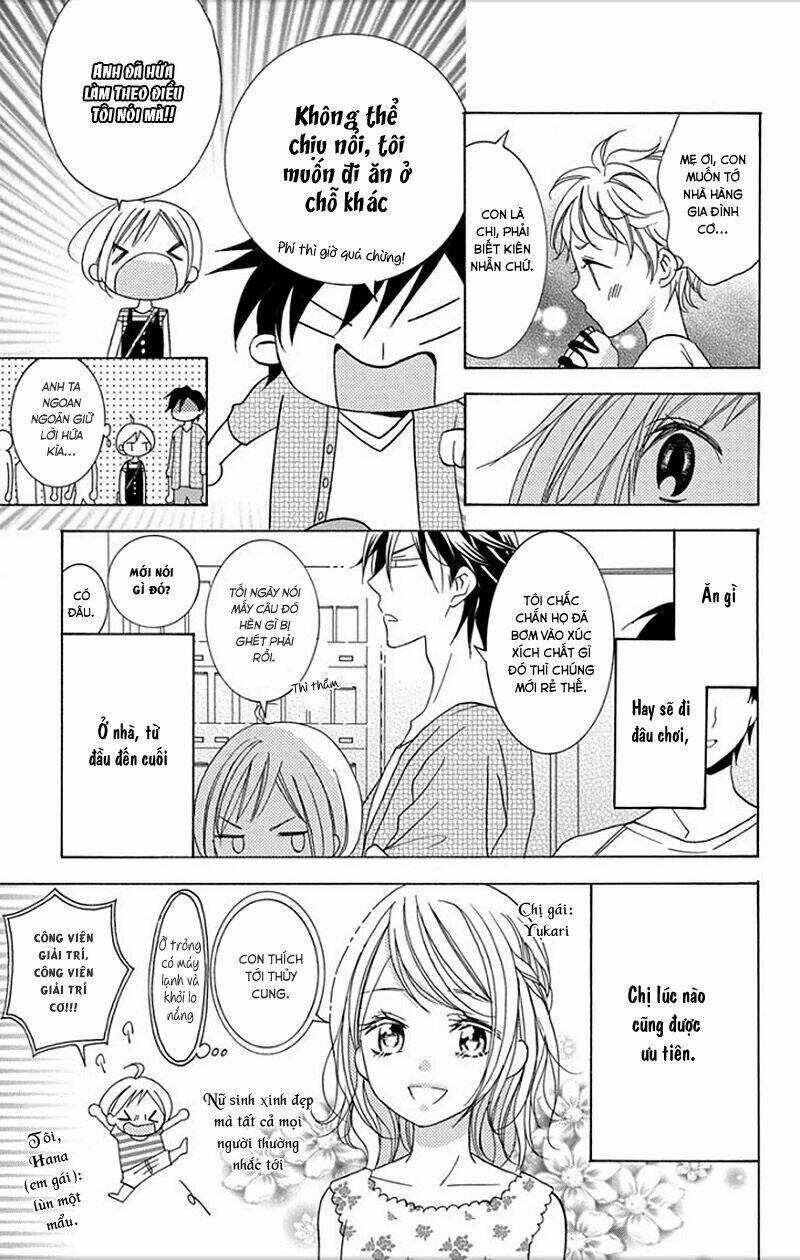 MẸ ƠI, CON
MUỐN TỚ
NHÀ HÀNG
GIA ĐÌNH
CƠ...
CON LÀ
CHỊ, PHẢI
BIẾT KIÊN
NHẪN CHỨ.
Không thể
chịu nổi, tôi
muốn đi ăn ở
chỗ khác
Phí thì giờ quá chừng!
ANH ĐÃ HỨA
LÀM THEO ĐIỀU
TÔI NÓI MÀ!!
ANH TA
NGOAN
NGOÃN GIỮ
LỜI HỨA
KÌA...
Ăn gì
Hay sẽ đi
đâu chơi,
TÔI CHẮC
CHẮN HỌ ĐÃ
BƠM VÀO XÚC
XÍCH CHẤT GÌ
ĐÓ THÌ CHÚNG
MỚI RẺ THẾ.
TỐI NGÀY NÓI
MẤY CÂU ĐÓ
HÈN GÌ BỊ
GHÉT PHẢI
RỒI.
Thì thầm
MỚI NÓI
GÌ ĐÓ?
CÓ
ĐÂU.
Ở nhà, từ
đầu đến cuối
Chị lúc nào
cũng được
ưu tiên.
Chị gái:
Yukari
CON THÍCH
TỚI THỦY
CUNG.
Ở trỏng
có máy
lạnh và
khỏi lo
nắng
Nữ sinh xinh đẹp
mà tất cả mọi
người thường
nhắc tới
CÔNG VIÊN
GIẢI TRÍ,
CÔNG VIÊN
GIẢI TRÍ
CƠ!!!
Tôi,
Hana
(em gái):
lùn một
mẩu.